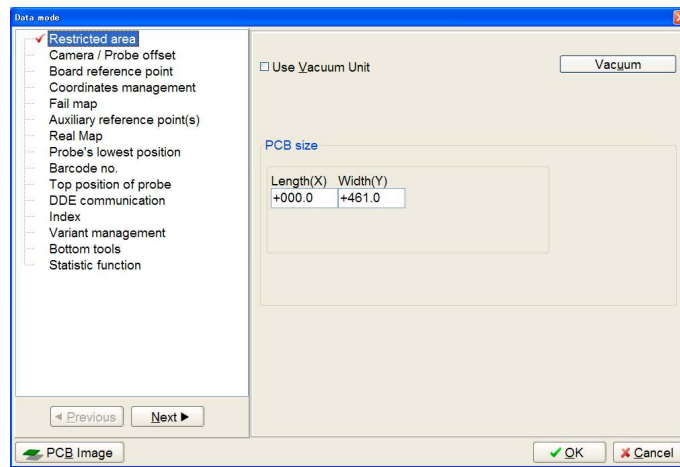 Data mode
Restricted area
Camera / Probe offset
Board reference point
Coordinates management
Fail map
Auxiliary reference point(s)
Real Map
Probe's lowest position
Barcode no.
Top position of probe
DDE communication
Index
Variant management
Bottom tools
Statistic function
Previous
Next
PCB Image
Use Vacuum Unit
Vacuum
PCB size
Length(X) Width(Y)
+000.0 +461.0
OK
Cancel